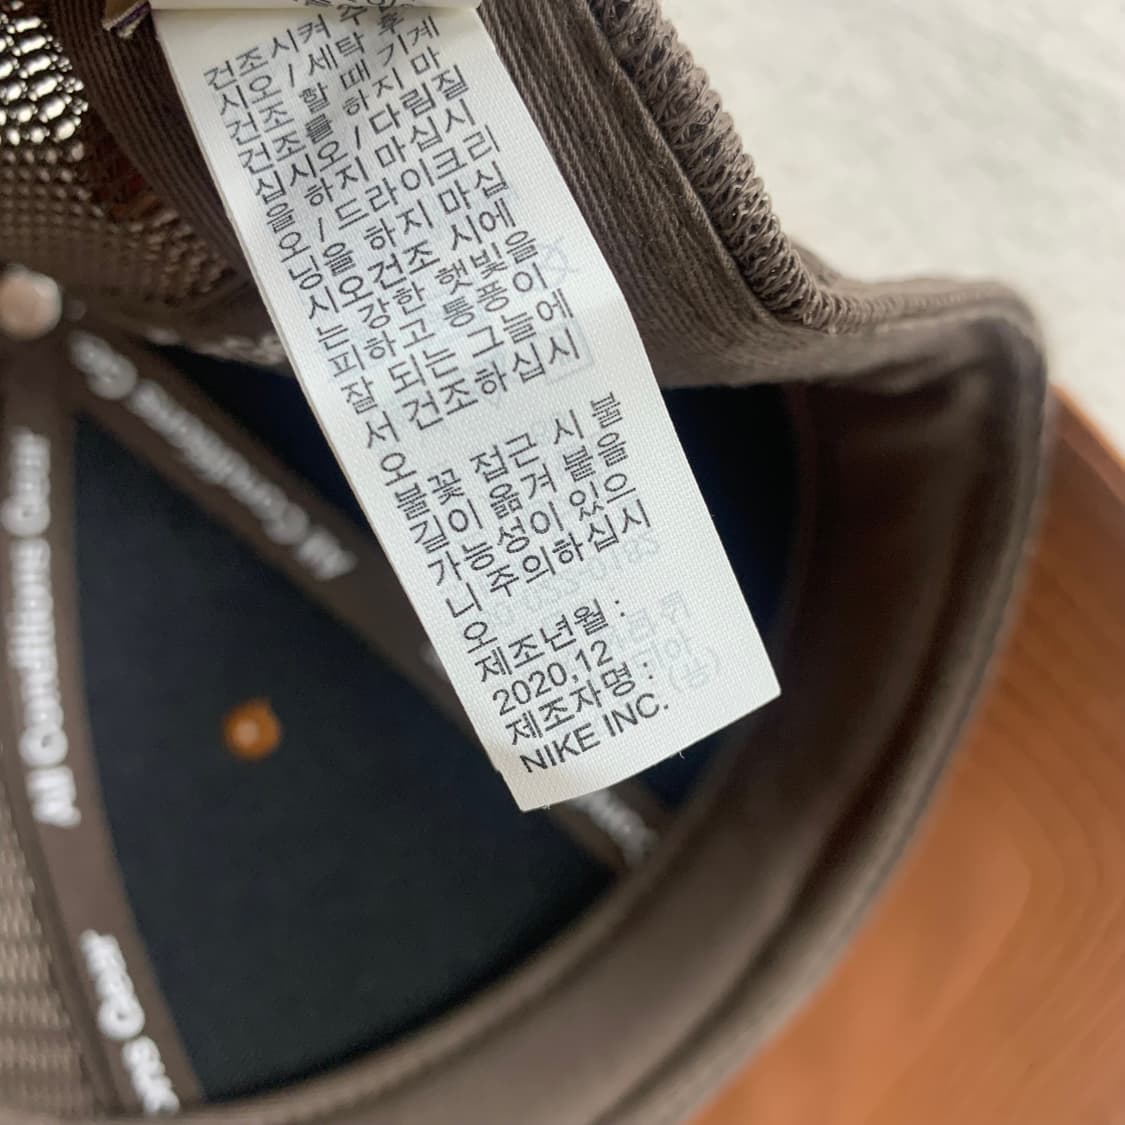 건조시켜
시오/세탁 후
건조 할 때 기계
건조를 하지 마
십시오/다림질
을 하지 마십시
오/드라이크리
닝을 하지 마십
시오 건조 시에
는 강한 햇빛을
피하고 통풍이
잘 되는 그늘에
서 건조하십시
오
불꽃 접근 시 불
길이 옮겨 붙을
가능성이 있으
니 주의하십시
오
제조년월 :
2020,12
제조자명 :
NIKE INC.
All Conditions
All Conditions